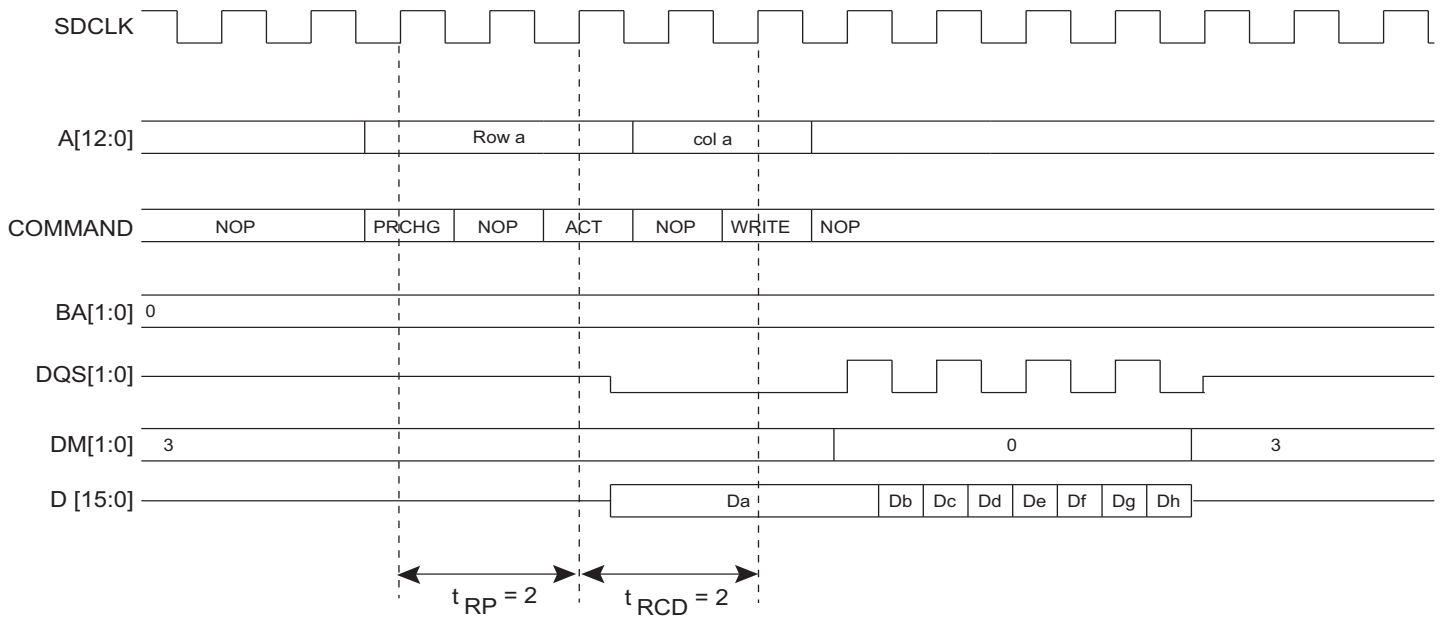 SDCLK
A[12:0] Row a col a
COMMAND NOP PRCHG NOP ACT NOP WRITE NOP
BA[1:0] 0
DQS[1:0]
DM[1:0] 3 0 3
D [15:0] Da Db Dc Dd De Df Dg Dh
t RP = 2 t RCD = 2